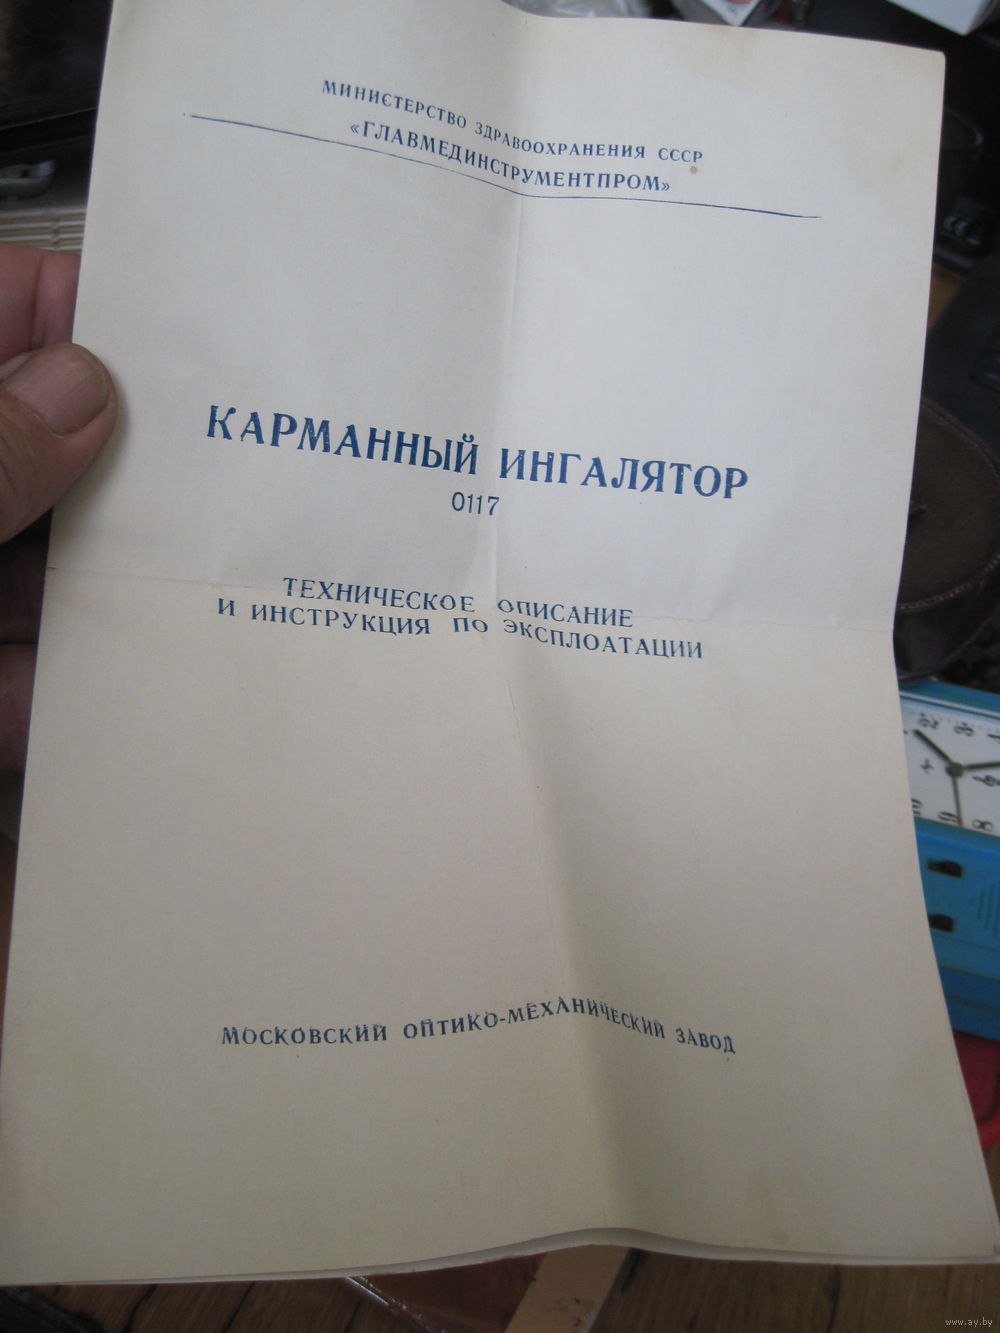 МИНИСТЕРСТВО ЗДРАВООХРАНЕНИЯ СССР
«ГЛАВМЕДИНСТРУМЕНТПРОМ»
КАРМАННЫЙ ИНГАЛЯТОР
0117
ТЕХНИЧЕСКОЕ ОПИСАНИЕ
И ИНСТРУКЦИЯ ПО ЭКСПЛОАТАЦИИ
МОСКОВСКИЙ ОПТИКО-МЕХАНИЧЕСКИЙ ЗАВОД
www.ay.by